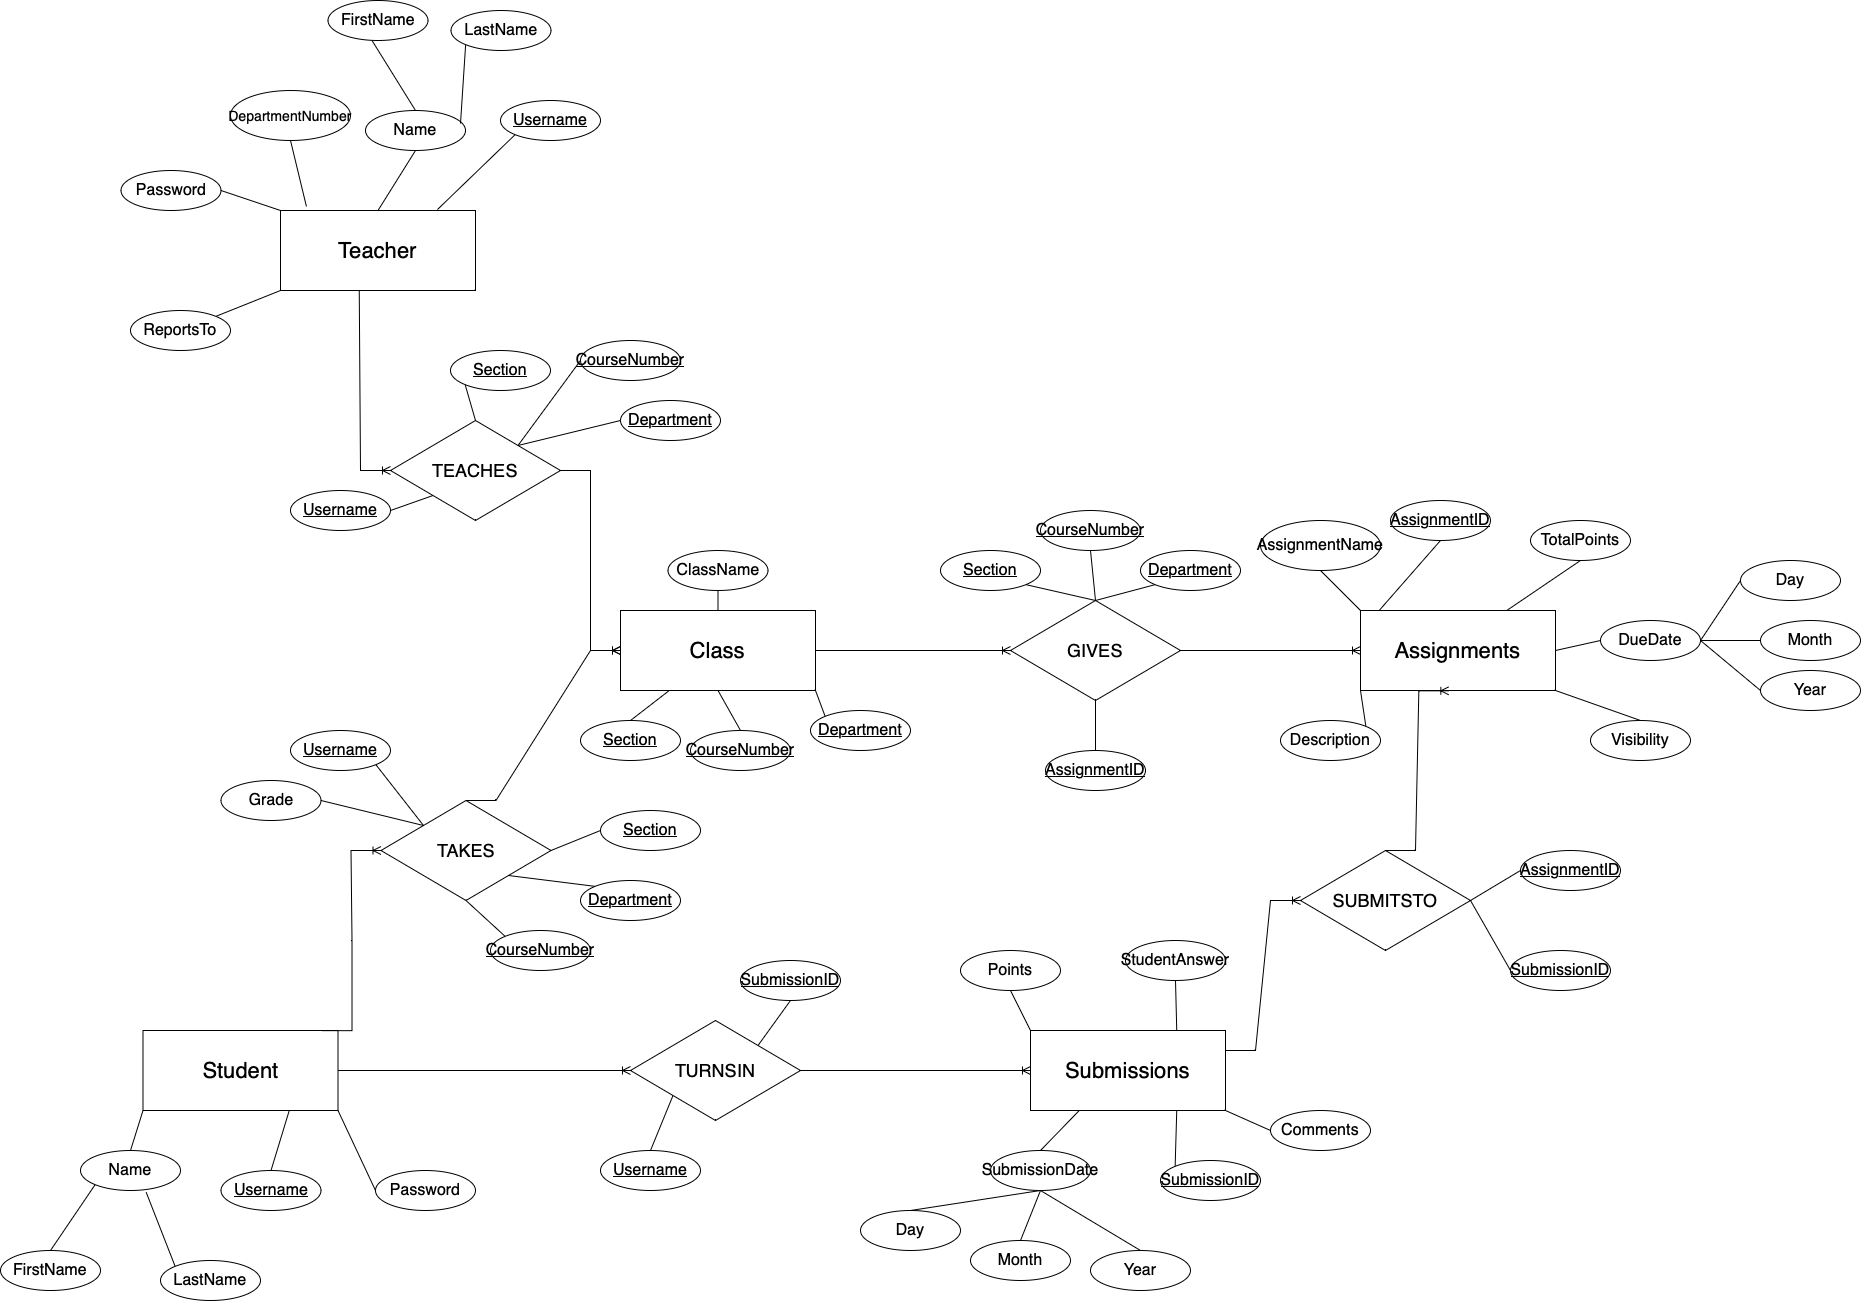 FirstName
LastName
DepartmentNumber
Name
Username
Password
Teacher
ReportsTo
Section
CourseNumber
Department
TEACHES
Username
ClassName
Class
Section
CourseNumber
Department
CourseNumber
Section
Department
GIVES
AssignmentID
AssignmentID
AssignmentName
TotalPoints
Day
DueDate
Month
Year
Assignments
Description
Visibility
Username
Grade
Section
TAKES
Department
CourseNumber
AssignmentID
SUBMITSTO
SubmissionID
SubmissionID
TURNSIN
Username
Student
Name
Username
Password
FirstName
LastName
Points
StudentAnswer
Submissions
Comments
SubmissionDate
SubmissionID
Day
Month
Year